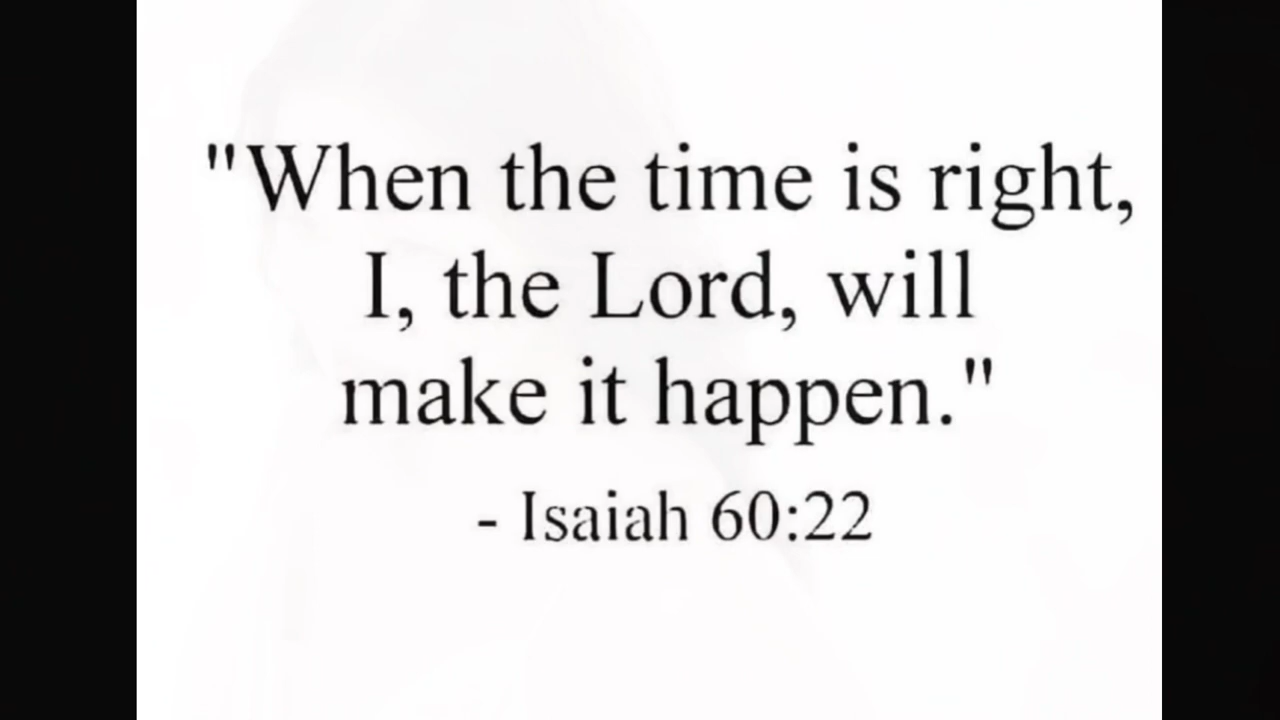 "When the time is right,
I, the Lord, will
make it happen."
- Isaiah 60:22